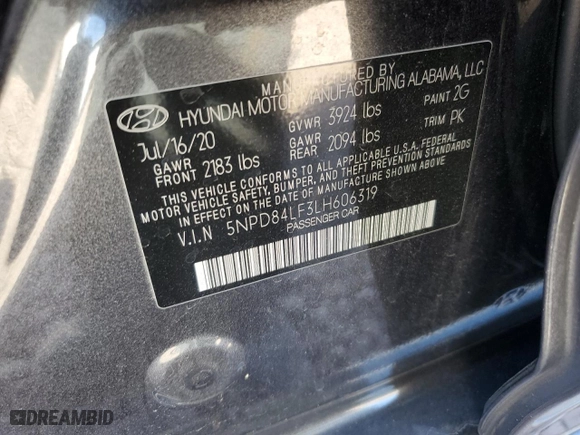 MANUFACTURED BY
HYUNDAI MOTOR MANUFACTURING ALABAMA, LLC
Jul/16/20 GVWR 3924 lbs PAINT 2G
GAWR FRONT 2183 lbs GAWR REAR 2094 lbs TRIM PK
THIS VEHICLE CONFORMS TO ALL APPLICABLE U.S.A. FEDERAL
MOTOR VEHICLE SAFETY, BUMPER, AND THEFT PREVENTION STANDARDS
IN EFFECT ON THE DATE OF MANUFACTURE SHOWN ABOVE.
V.I.N 5NPD84LF3LH606319
PASSENGER CAR
DREAMBID